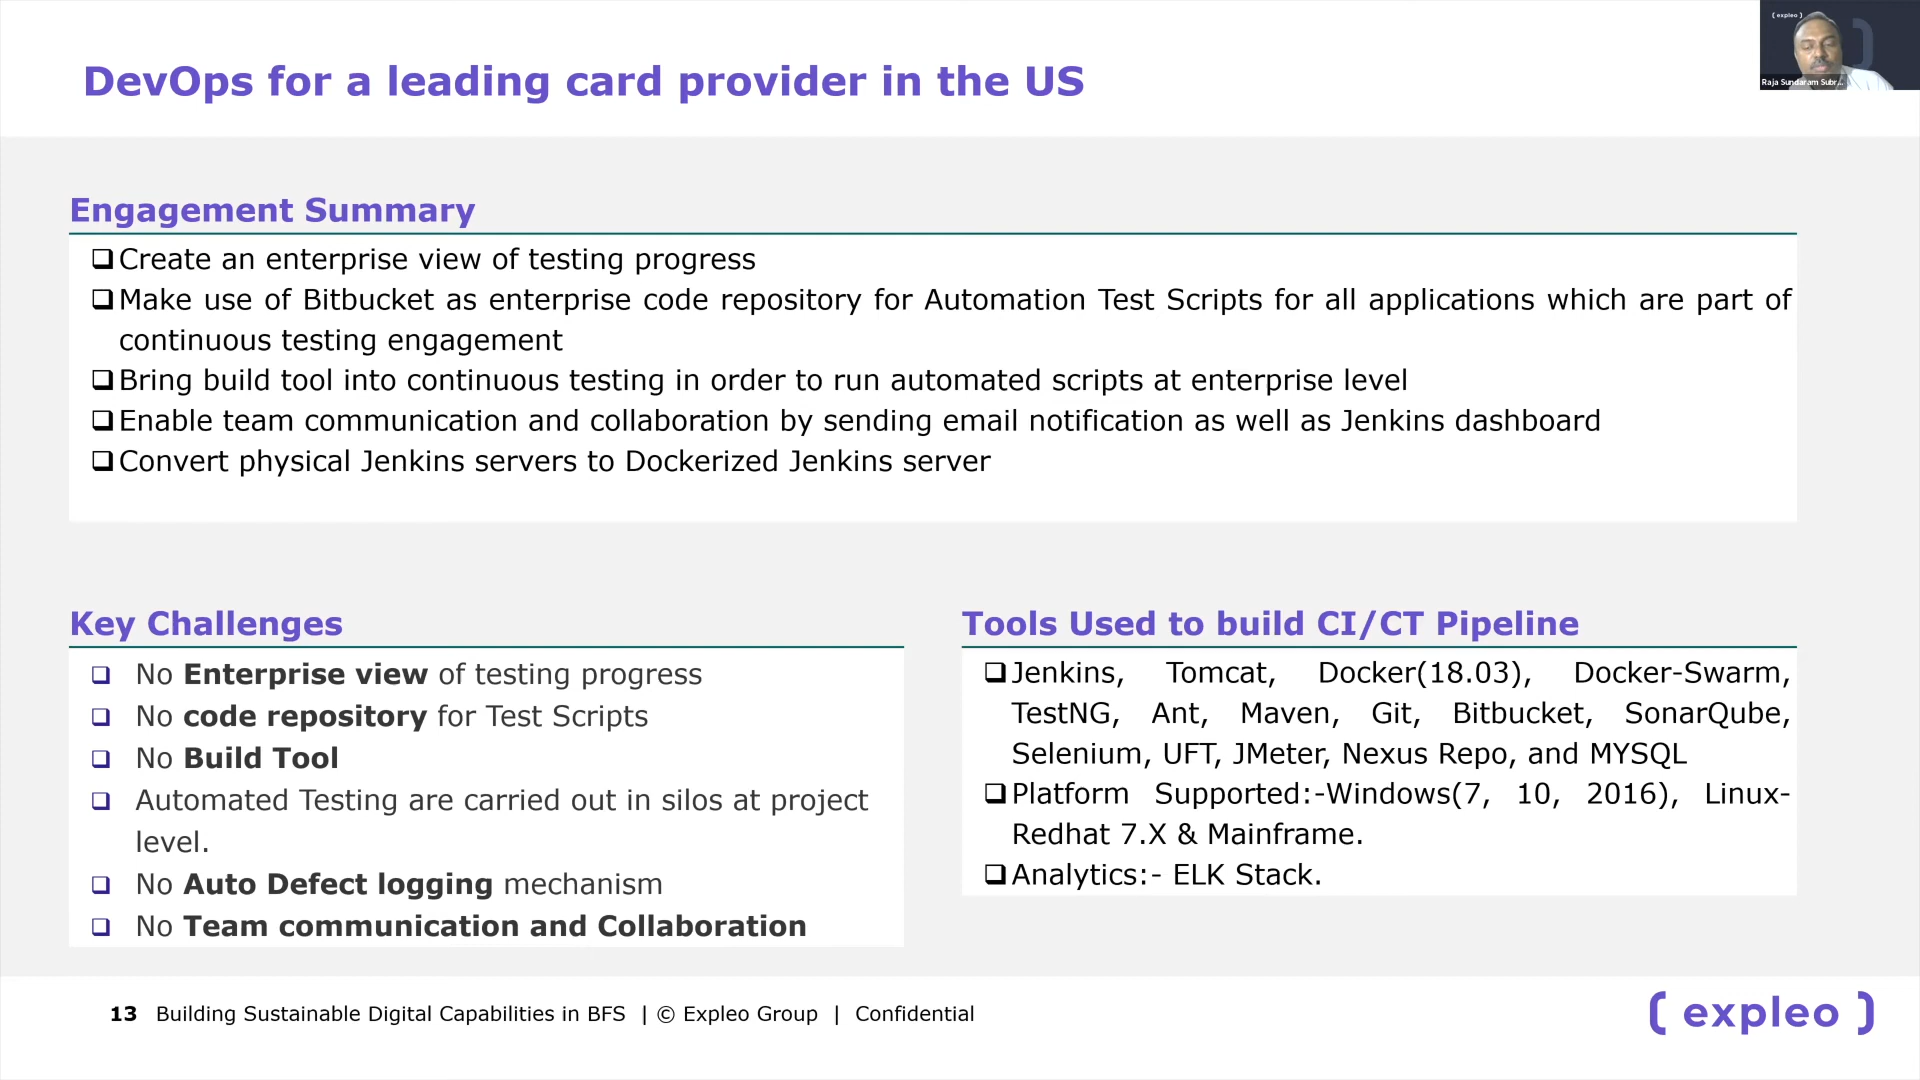 DevOps for a leading card provider in the US
{ expleo }
Raja Sundaram Subr...
Engagement Summary
❑Create an enterprise view of testing progress
❑Make use of Bitbucket as enterprise code repository for Automation Test Scripts for all applications which are part of
continuous testing engagement
❑Bring build tool into continuous testing in order to run automated scripts at enterprise level
❑Enable team communication and collaboration by sending email notification as well as Jenkins dashboard
❑Convert physical Jenkins servers to Dockerized Jenkins server
Key Challenges
❑ No Enterprise view of testing progress
❑ No code repository for Test Scripts
❑ No Build Tool
❑ Automated Testing are carried out in silos at project
level.
❑ No Auto Defect logging mechanism
❑ No Team communication and Collaboration
Tools Used to build CI/CT Pipeline
❑Jenkins, Tomcat, Docker(18.03), Docker-Swarm,
TestNG, Ant, Maven, Git, Bitbucket, SonarQube,
Selenium, UFT, JMeter, Nexus Repo, and MYSQL
❑Platform Supported:-Windows(7, 10, 2016), Linux-
Redhat 7.X & Mainframe.
❑Analytics:- ELK Stack.
13 Building Sustainable Digital Capabilities in BFS | © Expleo Group | Confidential
{ expleo }